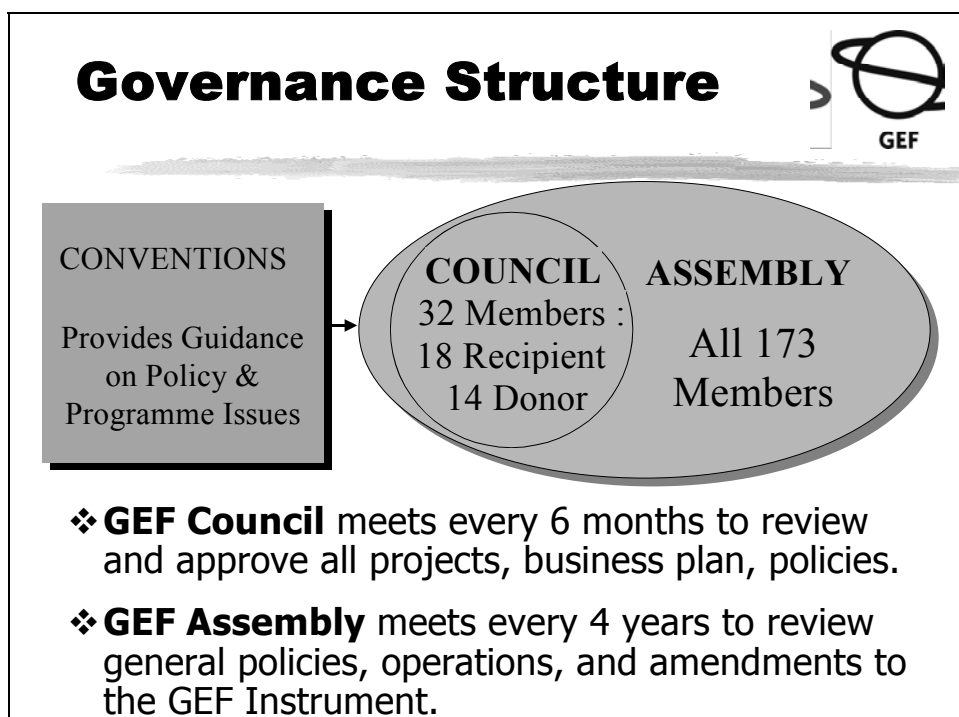 Governance Structure
GEF
CONVENTIONS
Provides Guidance
on Policy &
Programme Issues
COUNCIL
32 Members :
18 Recipient
14 Donor
ASSEMBLY
All 173
Members
❖ GEF Council meets every 6 months to review
and approve all projects, business plan, policies.
❖ GEF Assembly meets every 4 years to review
general policies, operations, and amendments to
the GEF Instrument.